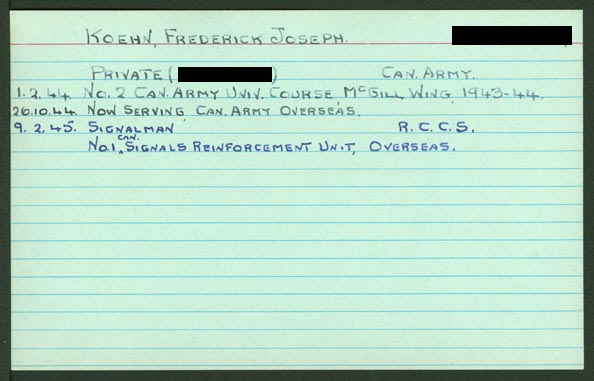 KOEHN, FREDERICK JOSEPH.
PRIVATE ( ) CAN. ARMY.
1.2.44. NO. 2 CAN. ARMY UNIV. COURSE, MCGILL WING, 1943-44.
26.10.44. NOW SERVING CAN. ARMY OVERSEAS.
9.2.45. SIGNALMAN R.C.C.S.
NO.1 CAN. SIGNALS REINFORCEMENT UNIT, OVERSEAS.